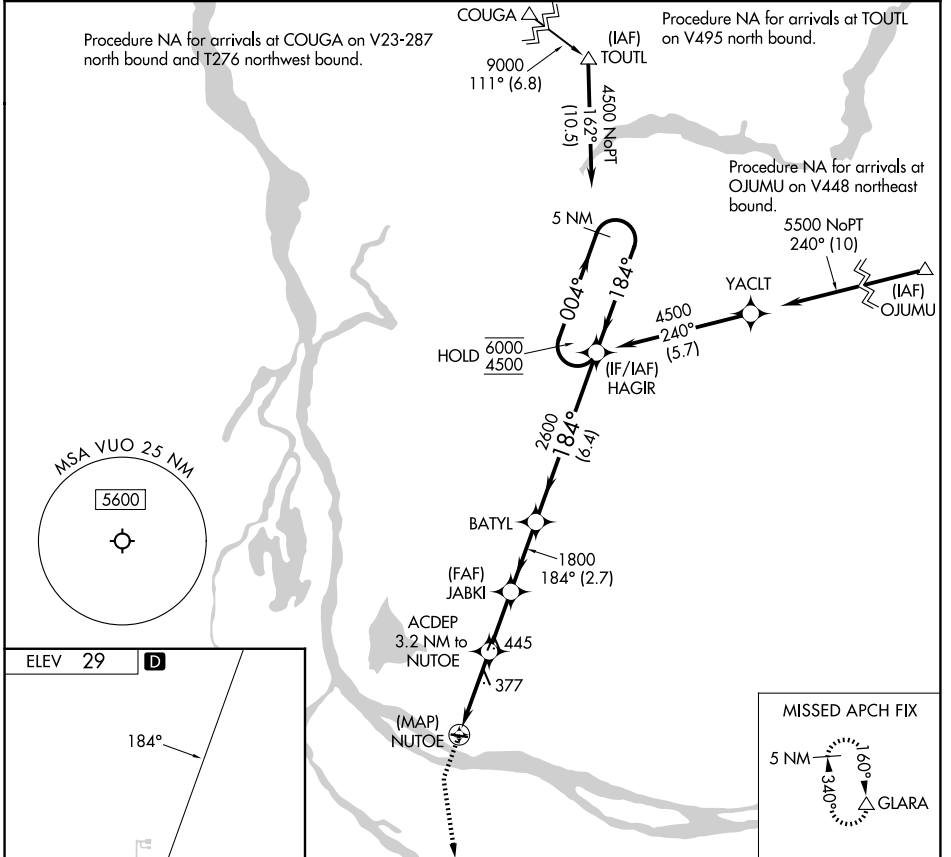 Procedure NA for arrivals at COUGA on V23-287
north bound and T276 northwest bound.
COUGA
9000
111° (6.8)
(IAF)
TOUTL
Procedure NA for arrivals at TOUTL
on V495 north bound.
4500 NoPT
162°
(10.5)
Procedure NA for arrivals at
OJUMU on V448 northeast
bound.
5500 NoPT
240° (10)
(IAF)
OJUMU
YACLT
4500
240°
(5.7)
5 NM
004°
184°
HOLD
6000
4500
(IF/IAF)
HAGIR
2600
184°
(6.4)
MSA VUO 25 NM
5600
BATYL
1800
184° (2.7)
(FAF)
JABKI
ACDEP
3.2 NM to
NUTOE
445
377
(MAP)
NUTOE
ELEV 29
D
184°
MISSED APCH FIX
5 NM
160°
340°
GLARA